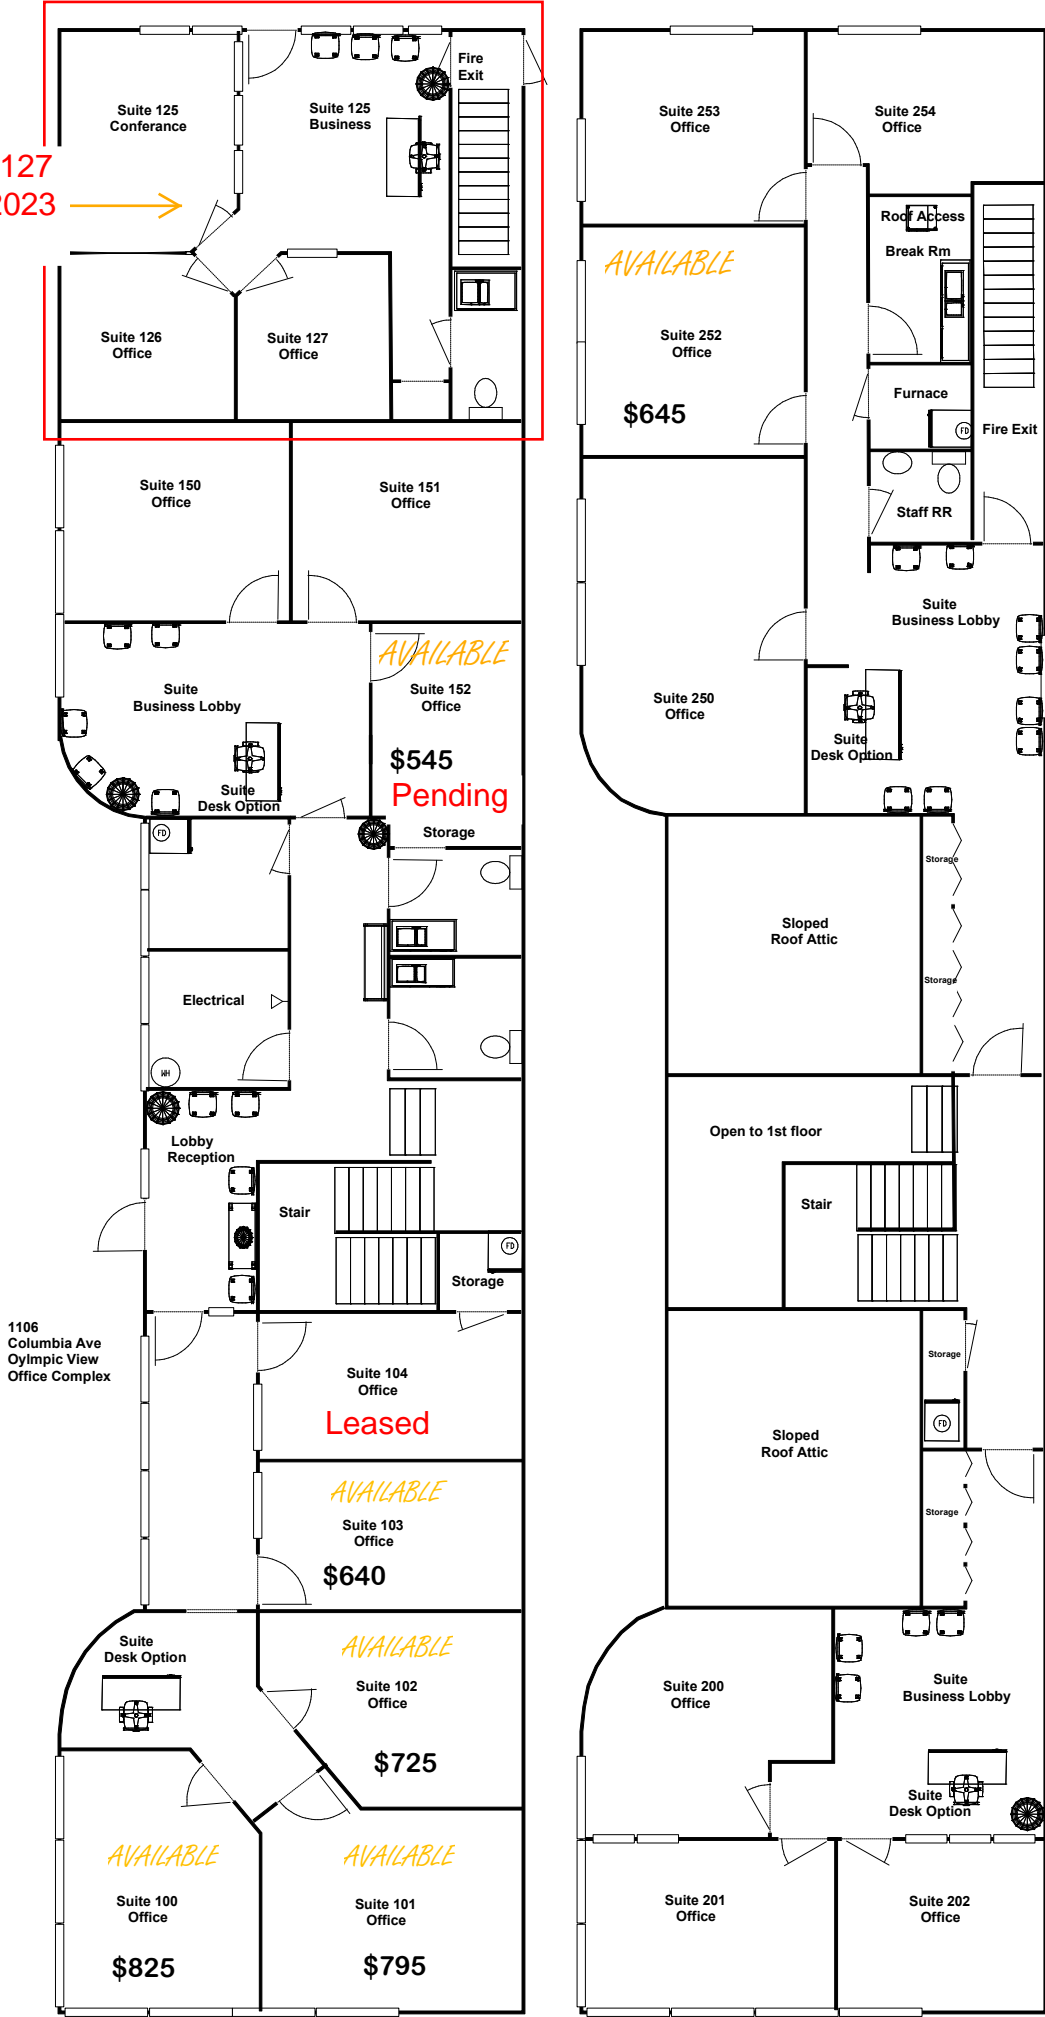 Fire
Exit
Suite 125
Conferance
Suite 125
Business
127
2023
Suite 126
Office
Suite 127
Office
Suite 150
Office
Suite 151
Office
Suite
Business Lobby
AVAILABLE
Suite 152
Office
$545
Pending
Suite
Desk Option
Storage
FD
Electrical
WH
Lobby
Reception
Stair
FD
Storage
1106
Columbia Ave
Oylmpic View
Office Complex
Suite 104
Office
Leased
AVAILABLE
Suite 103
Office
$640
Suite
Desk Option
AVAILABLE
Suite 102
Office
$725
AVAILABLE
Suite 100
Office
$825
AVAILABLE
Suite 101
Office
$795
Suite 253
Office
Suite 254
Office
Roof Access
Break Rm
AVAILABLE
Suite 252
Office
$645
Furnace
FD
Fire Exit
Staff RR
Suite
Business Lobby
Suite 250
Office
Suite
Desk Option
Storage
Sloped
Roof Attic
Storage
Open to 1st floor
Stair
Storage
FD
Sloped
Roof Attic
Storage
Suite 200
Office
Suite
Business Lobby
Suite
Desk Option
Suite 201
Office
Suite 202
Office